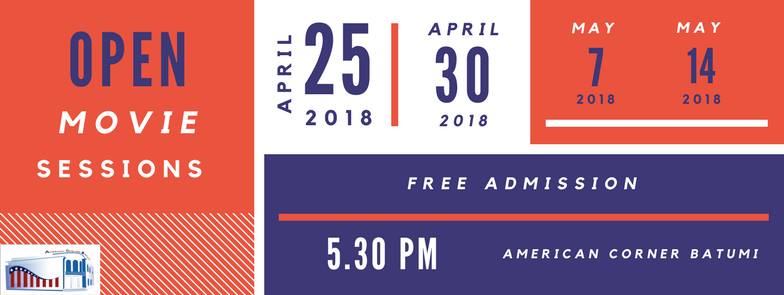 OPEN
MOVIE
SESSIONS
APRIL
25
2018
APRIL
30
2018
MAY
7
2018
MAY
14
2018
FREE ADMISSION
5.30 PM
AMERICAN CORNER BATUMI